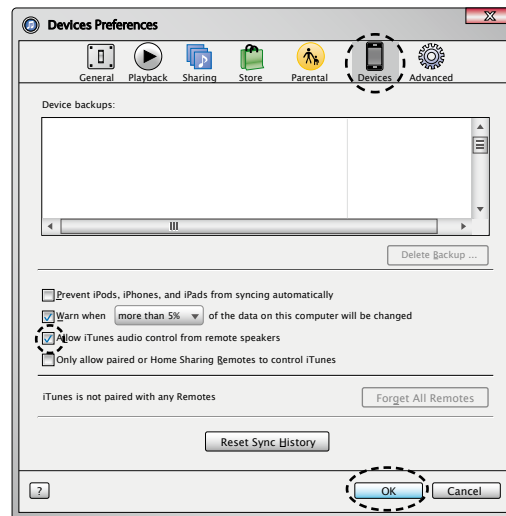 Devices Preferences
General Playback Sharing Store Parental Devices Advanced
Device backups:
Delete Backup ...
Prevent iPods, iPhones, and iPads from syncing automatically
Warn when more than 5% of the data on this computer will be changed
Allow iTunes audio control from remote speakers
Only allow paired or Home Sharing Remotes to control iTunes
iTunes is not paired with any Remotes Forget All Remotes
Reset Sync History
? OK Cancel